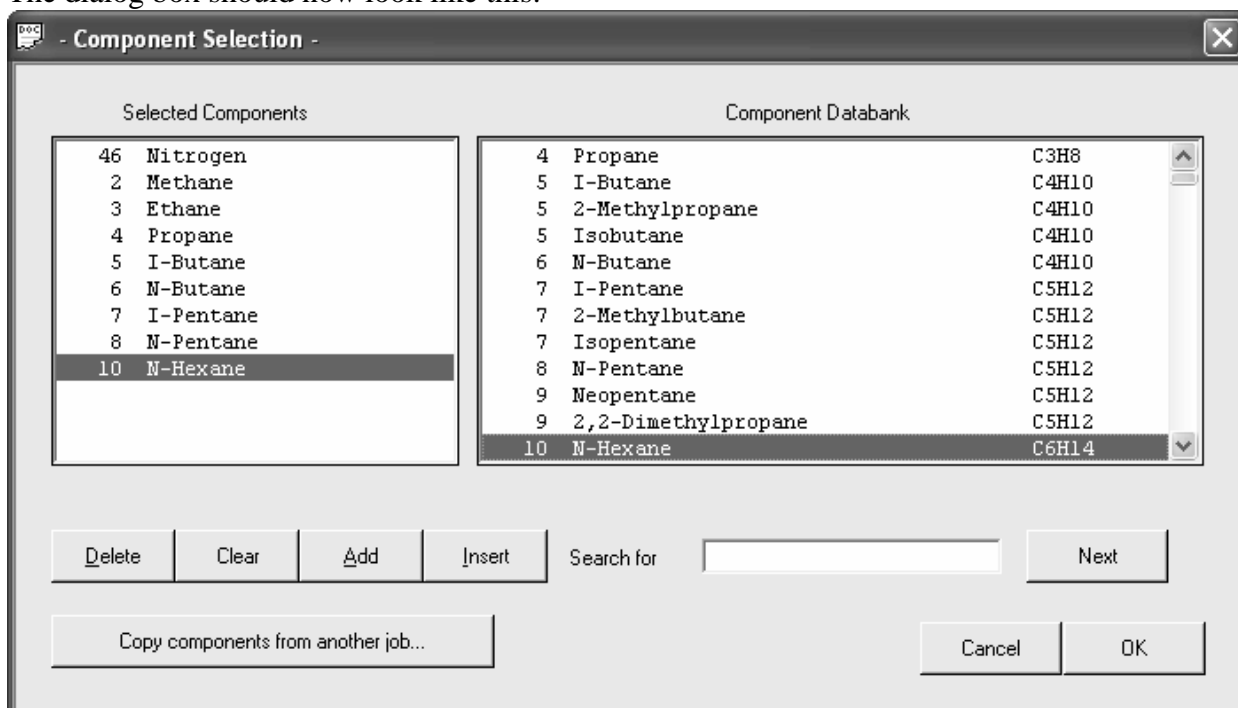 The dialog box should now look like this:
- Component Selection -
Selected Components
46 Nitrogen
2 Methane
3 Ethane
4 Propane
5 I-Butane
6 N-Butane
7 I-Pentane
8 N-Pentane
10 N-Hexane
Component Databank
4 Propane C3H8
5 I-Butane C4H10
5 2-Methylpropane C4H10
5 Isobutane C4H10
6 N-Butane C4H10
7 I-Pentane C5H12
7 2-Methylbutane C5H12
7 Isopentane C5H12
8 N-Pentane C5H12
9 Neopentane C5H12
9 2,2-Dimethylpropane C5H12
10 N-Hexane C6H14
Delete Clear Add Insert Search for Next
Copy components from another job... Cancel OK